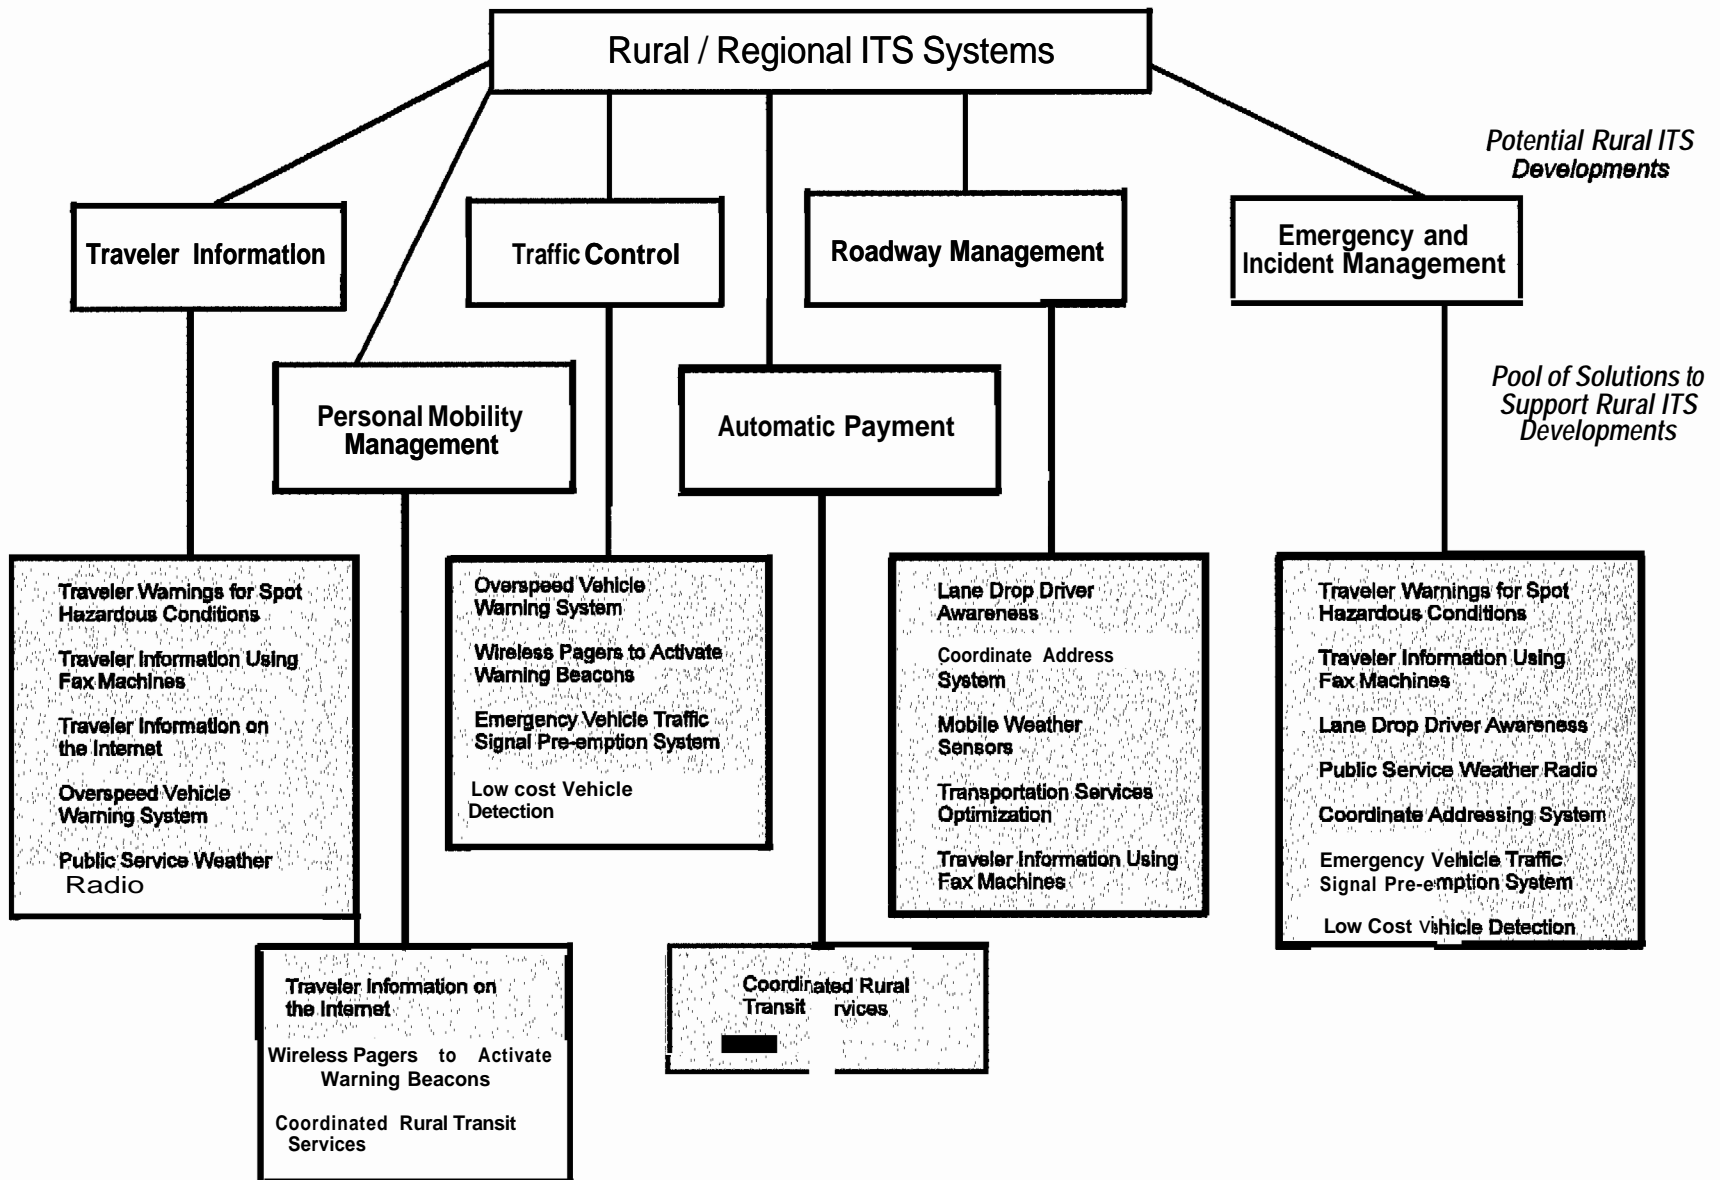 Rural / Regional ITS Systems
Potential Rural ITS
Developments
Traveler Information
Traffic Control
Roadway Management
Emergency and
Incident Management
Personal Mobility
Management
Automatic Payment
Pool of Solutions to
Support Rural ITS
Developments
Traveler Warnings for Spot
Hazardous Conditions
Traveler Information Using
Fax Machines
Traveler Information on
the Internet
Overspeed Vehicle
Warning System
Public Service Weather
Radio
Overspeed Vehicle
Warning System
Wireless Pagers to Activate
Warning Beacons
Emergency Vehicle Traffic
Signal Pre-emption System
Low cost Vehicle
Detection
Lane Drop Driver
Awareness
Coordinate Address
System
Mobile Weather
Sensors
Transportation Services
Optimization
Traveler Information Using
Fax Machines
Traveler Warnings for Spot
Hazardous Conditions
Traveler Information Using
Fax Machines
Lane Drop Driver Awareness
Public Service Weather Radio
Coordinate Addressing System
Emergency Vehicle Traffic
Signal Pre-emption System
Low Cost Vehicle Detection
Traveler Information on
the Internet
Wireless Pagers to Activate
Warning Beacons
Coordinated Rural Transit
Services
Coordinated Rural
Transit rvices